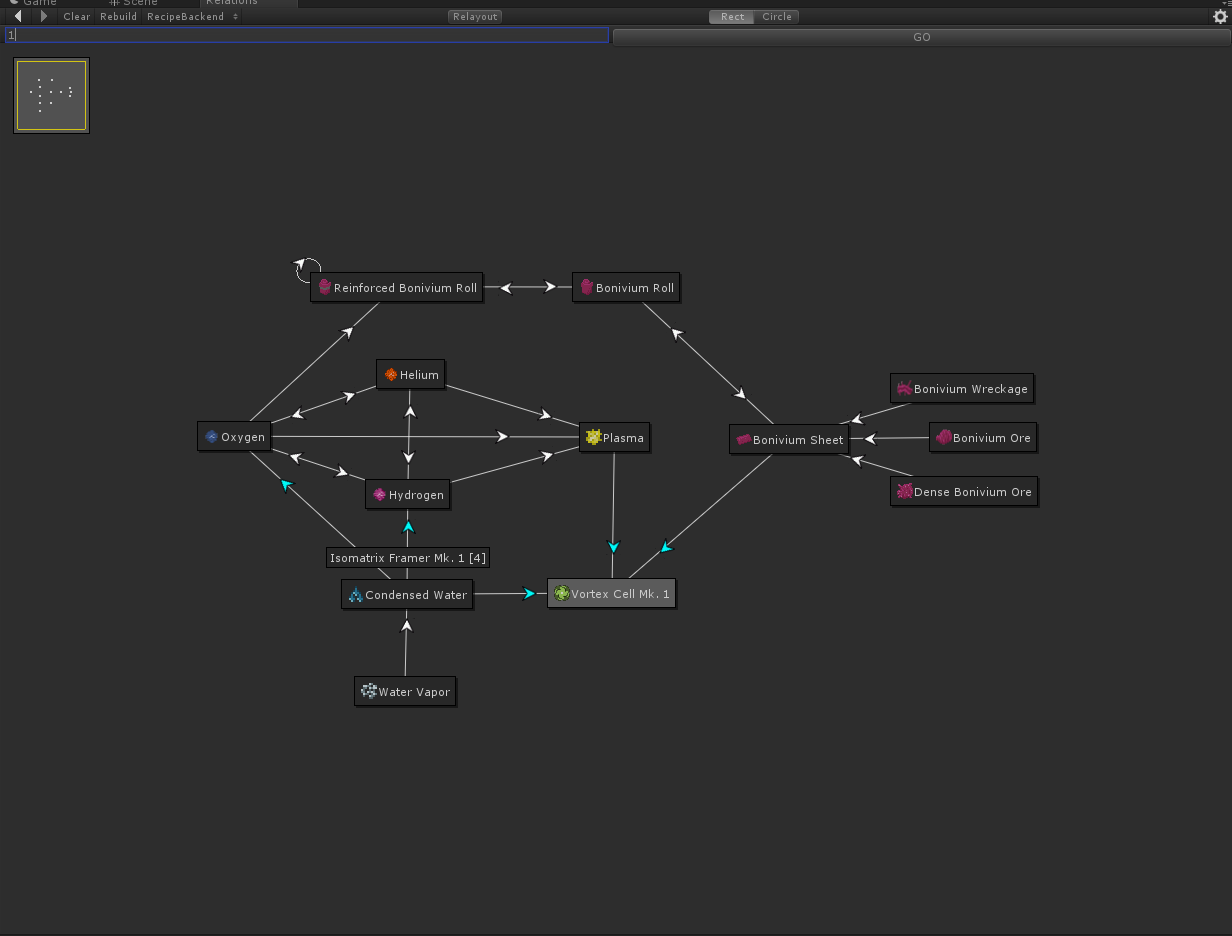 Game Scene Relations
Clear Rebuild RecipeBackend Relayout Rect Circle
1 GO
Reinforced Bonivium Roll Bonivium Roll
Helium
Bonivium Wreckage
Oxygen Plasma Bonivium Sheet Bonivium Ore
Hydrogen Dense Bonivium Ore
Isomatrix Framer Mk. 1 [4]
Condensed Water Vortex Cell Mk. 1
Water Vapor